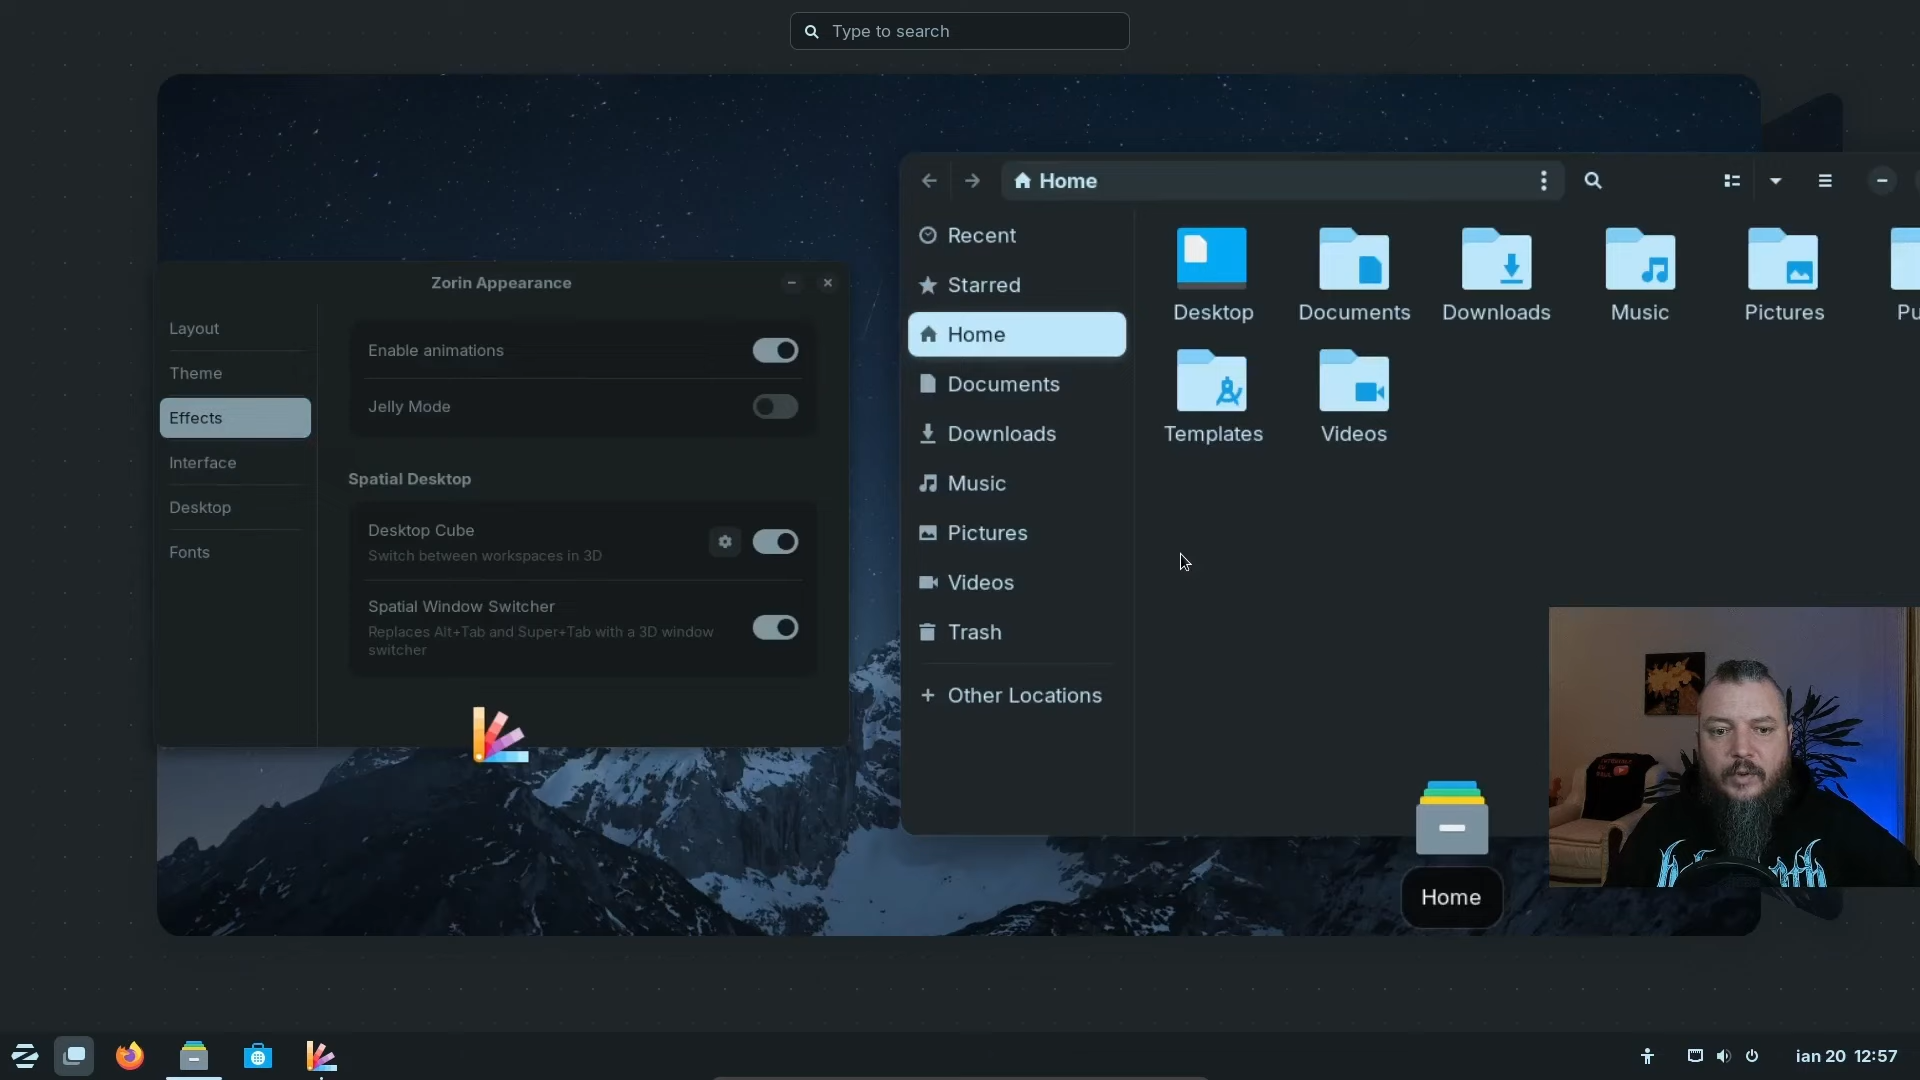 Type to search
Zorin Appearance
Layout
Theme
Effects
Interface
Desktop
Fonts
Enable animations
Jelly Mode
Spatial Desktop
Desktop Cube
Switch between workspaces in 3D
Spatial Window Switcher
Replaces Alt+Tab and Super+Tab with a 3D window
switcher
Home
Recent
Starred
Home
Documents
Downloads
Music
Pictures
Videos
Trash
Other Locations
Desktop
Documents
Downloads
Music
Pictures
Pu
Templates
Videos
Home
ian 20 12:57